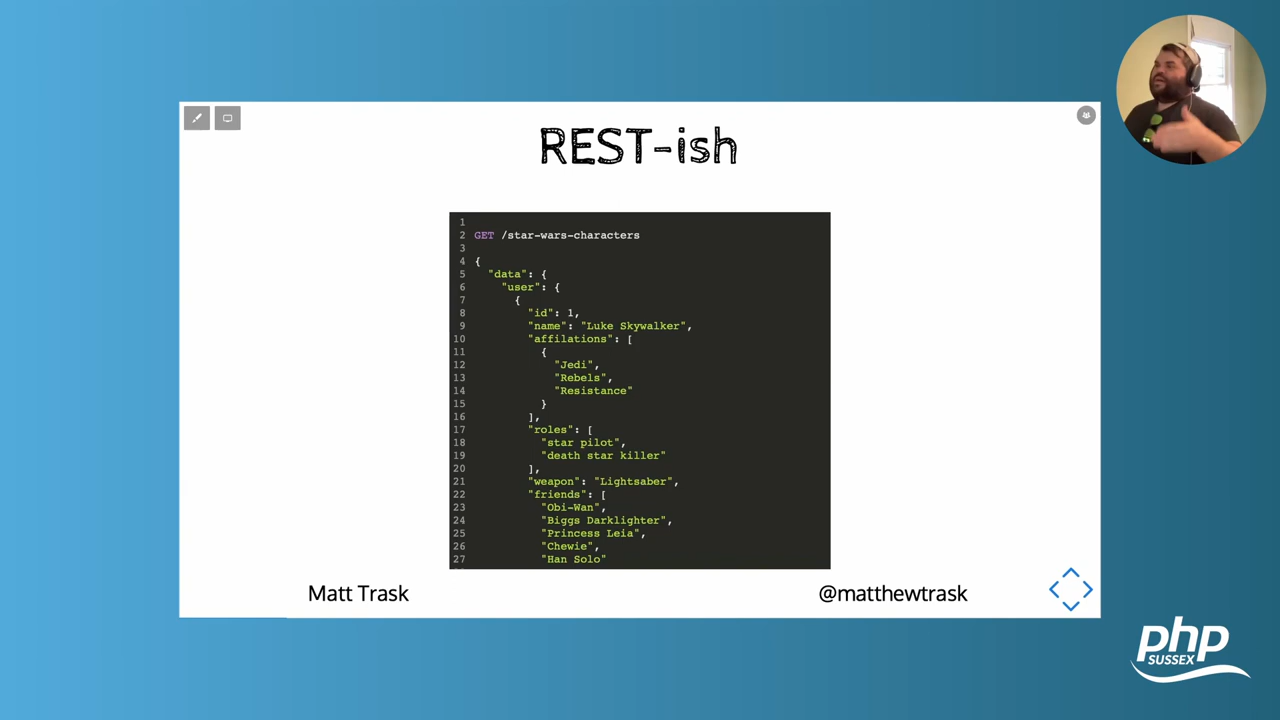 REST-ish
1
2 GET /star-wars-characters
3
4 {
5 "data": {
6 "user": {
7 {
8 "id": 1,
9 "name": "Luke Skywalker",
10 "affilations": [
11 {
12 "Jedi",
13 "Rebels",
14 "Resistance"
15 }
16 ],
17 "roles": [
18 "star pilot",
19 "death star killer"
20 ],
21 "weapon": "Lightsaber",
22 "friends": [
23 "Obi-Wan",
24 "Biggs Darklighter",
25 "Princess Leia",
26 "Chewie",
27 "Han Solo"
Matt Trask
@matthewtrask
php
SUSSEX